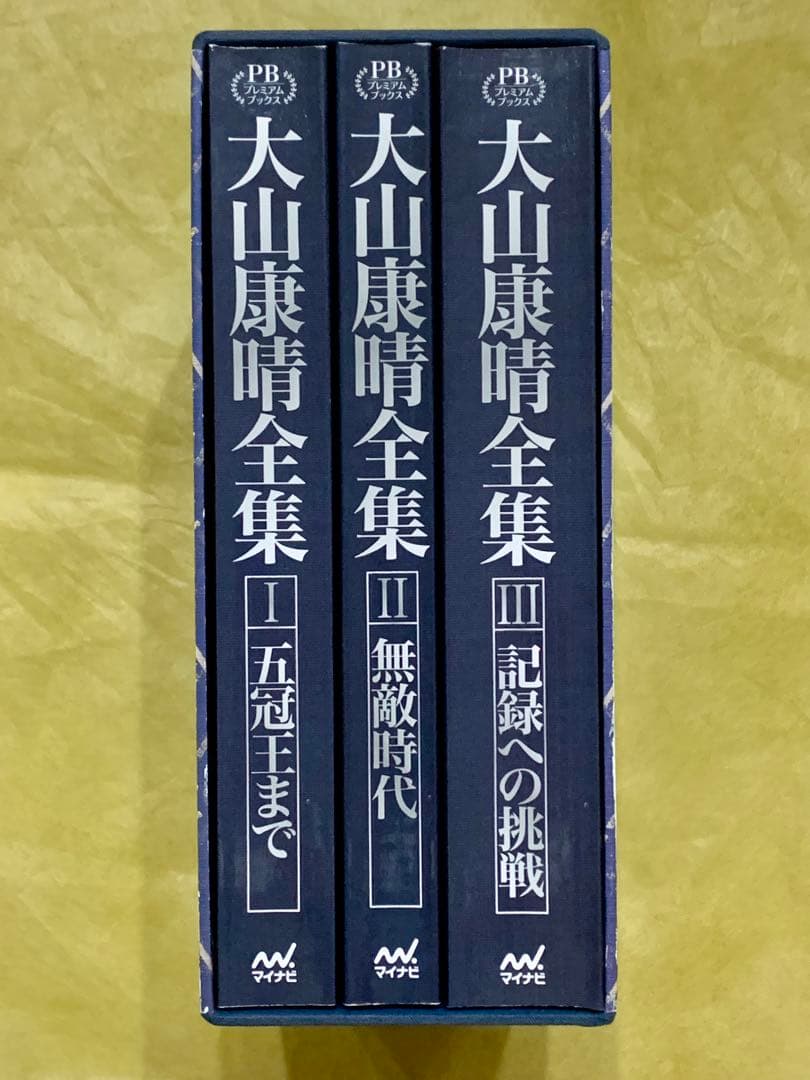 PB
プレミアム
ブックス
大山康晴全集
I
五冠王まで
マイナビ
PB
プレミアム
ブックス
大山康晴全集
II
無敵時代
マイナビ
PB
プレミアム
ブックス
大山康晴全集
III
記録への挑戦
マイナビ